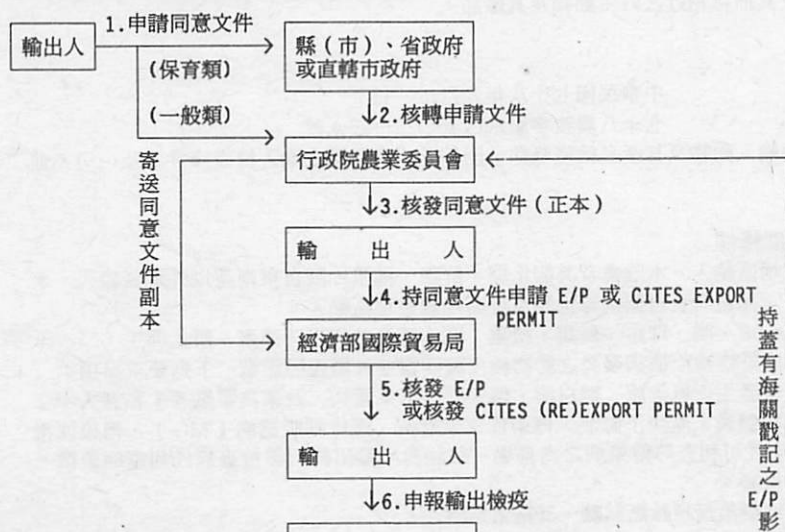 1.申請同意文件
輸出人
縣(市)、省政府
或直轄市政府
(保育類)
(一般類)
2.核轉申請文件
行政院農業委員會
寄送同意文件副本
3.核發同意文件(正本)
輸出人
4.持同意文件申請 E/P 或 CITES EXPORT
PERMIT
經濟部國際貿易局
5.核發 E/P
或核發 CITES (RE)EXPORT PERMIT
輸出人
6.申報輸出檢疫
持蓋有海關戳記之E/P影